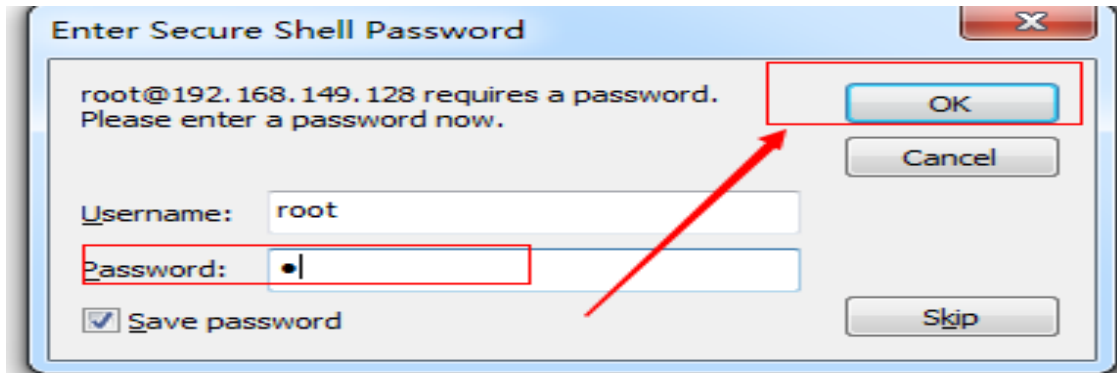 Enter Secure Shell Password
root@192.168.149.128 requires a password.
Please enter a password now.
OK
Cancel
Username: root
Password: ●
Save password
Skip